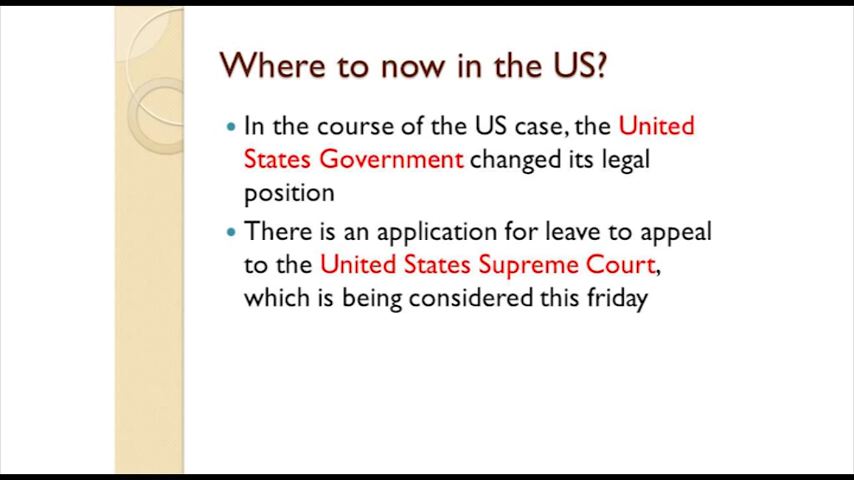 Where to now in the US?
• In the course of the US case, the United
States Government changed its legal
position
• There is an application for leave to appeal
to the United States Supreme Court,
which is being considered this friday